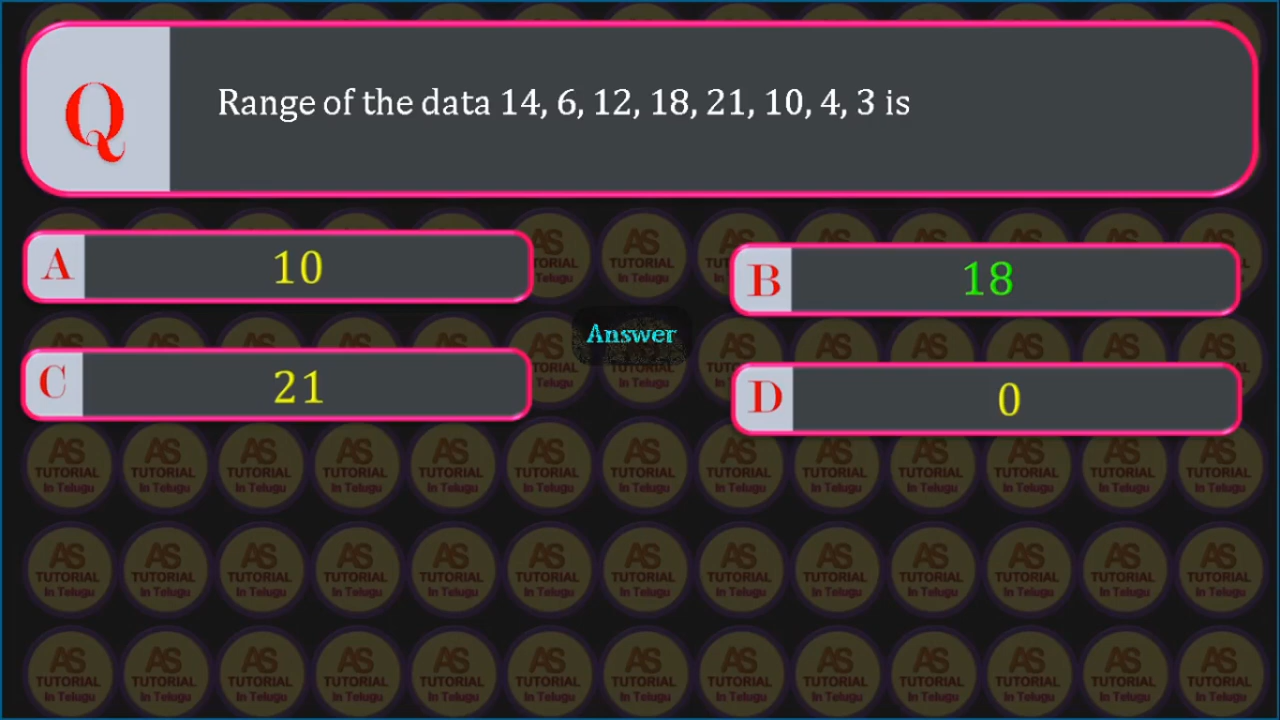 Q
Range of the data 14, 6, 12, 18, 21, 10, 4, 3 is
A
10
B
18
Answer
C
21
D
0
AS
TUTORIAL
In Telugu